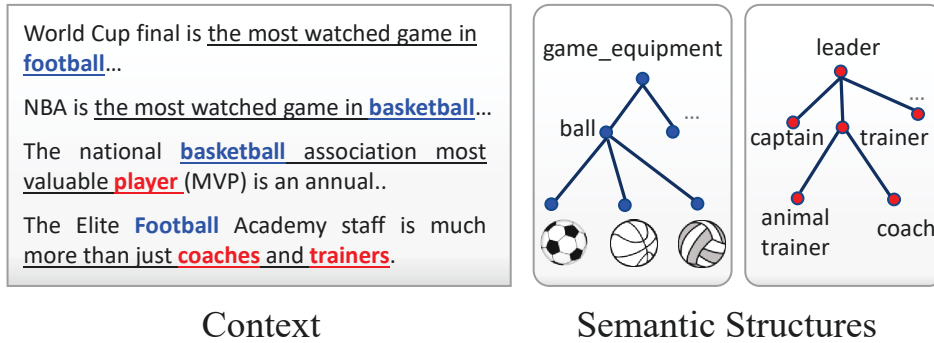 World Cup final is the most watched game in
football...
NBA is the most watched game in basketball...
The national basketball association most
valuable player (MVP) is an annual..
The Elite Football Academy staff is much
more than just coaches and trainers.
Context
game_equipment
ball
...
leader
...
captain
trainer
animal
trainer
coach
Semantic Structures